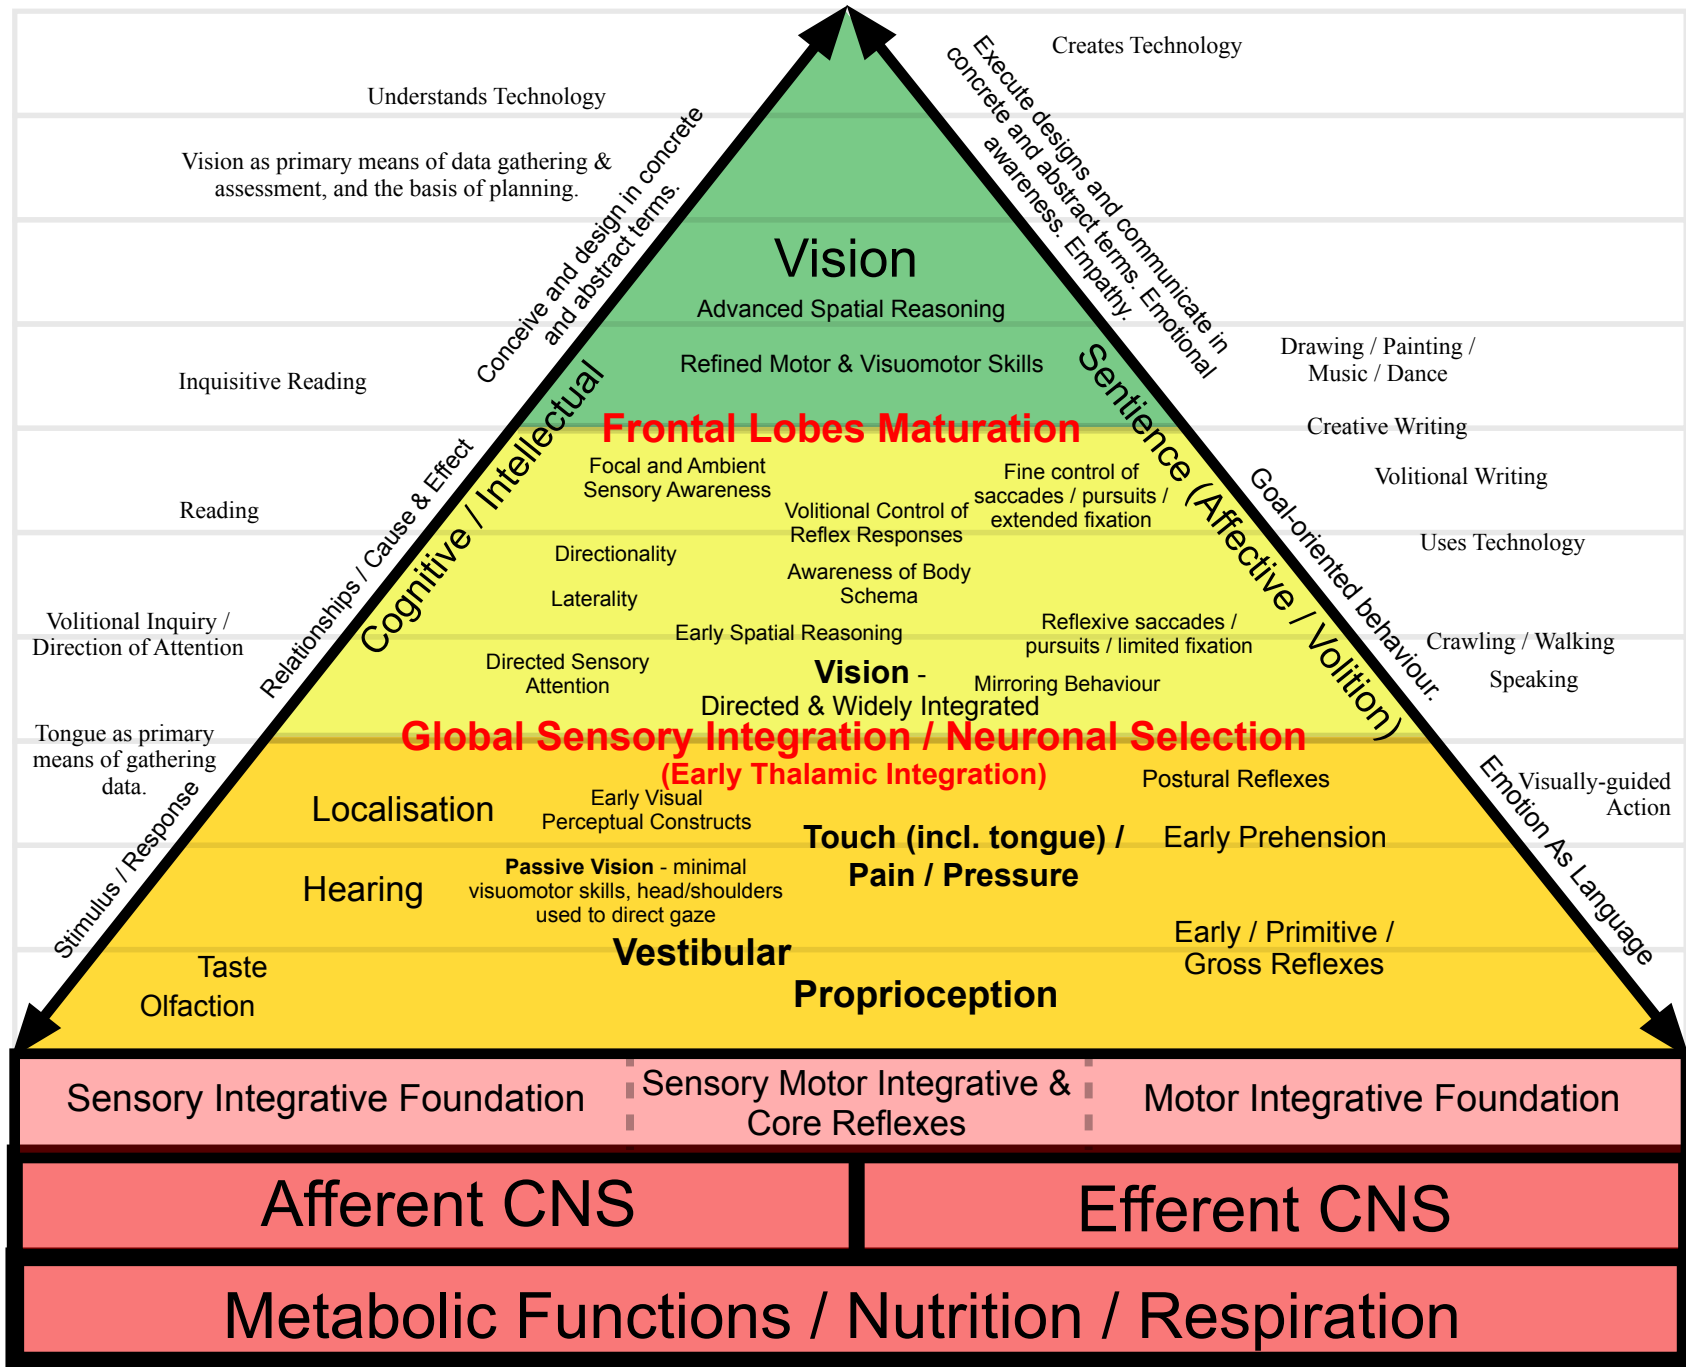 Creates Technology
Understands Technology
Execute designs and communicate in
concrete and abstract terms. Emotional
awareness. Empathy.
Conceive and design in concrete
and abstract terms.
Vision as primary means of data gathering &
assessment, and the basis of planning.
Vision
Advanced Spatial Reasoning
Refined Motor & Visuomotor Skills
Drawing / Painting /
Music / Dance
Inquisitive Reading
Cognitive / Intellectual
Sentience (Affective / Volition)
Frontal Lobes Maturation
Creative Writing
Relationships / Cause & Effect
Goal-oriented behaviour.
Focal and Ambient
Sensory Awareness
Fine control of
saccades / pursuits /
extended fixation
Volitional Writing
Reading
Volitional Control of
Reflex Responses
Uses Technology
Directionality
Awareness of Body
Schema
Laterality
Volitional Inquiry /
Direction of Attention
Early Spatial Reasoning
Reflexive saccades /
pursuits / limited fixation
Crawling / Walking
Directed Sensory
Attention
Vision -
Directed & Widely Integrated
Mirroring Behaviour
Speaking
Global Sensory Integration / Neuronal Selection
(Early Thalamic Integration)
Tongue as primary
means of gathering
data.
Stimulus / Response
Emotion As Language
Postural Reflexes
Visually-guided
Action
Localisation
Early Visual
Perceptual Constructs
Touch (incl. tongue) /
Pain / Pressure
Early Prehension
Hearing
Passive Vision - minimal
visuomotor skills, head/shoulders
used to direct gaze
Vestibular
Early / Primitive /
Gross Reflexes
Taste
Olfaction
Proprioception
Sensory Integrative Foundation
Sensory Motor Integrative &
Core Reflexes
Motor Integrative Foundation
Afferent CNS
Efferent CNS
Metabolic Functions / Nutrition / Respiration